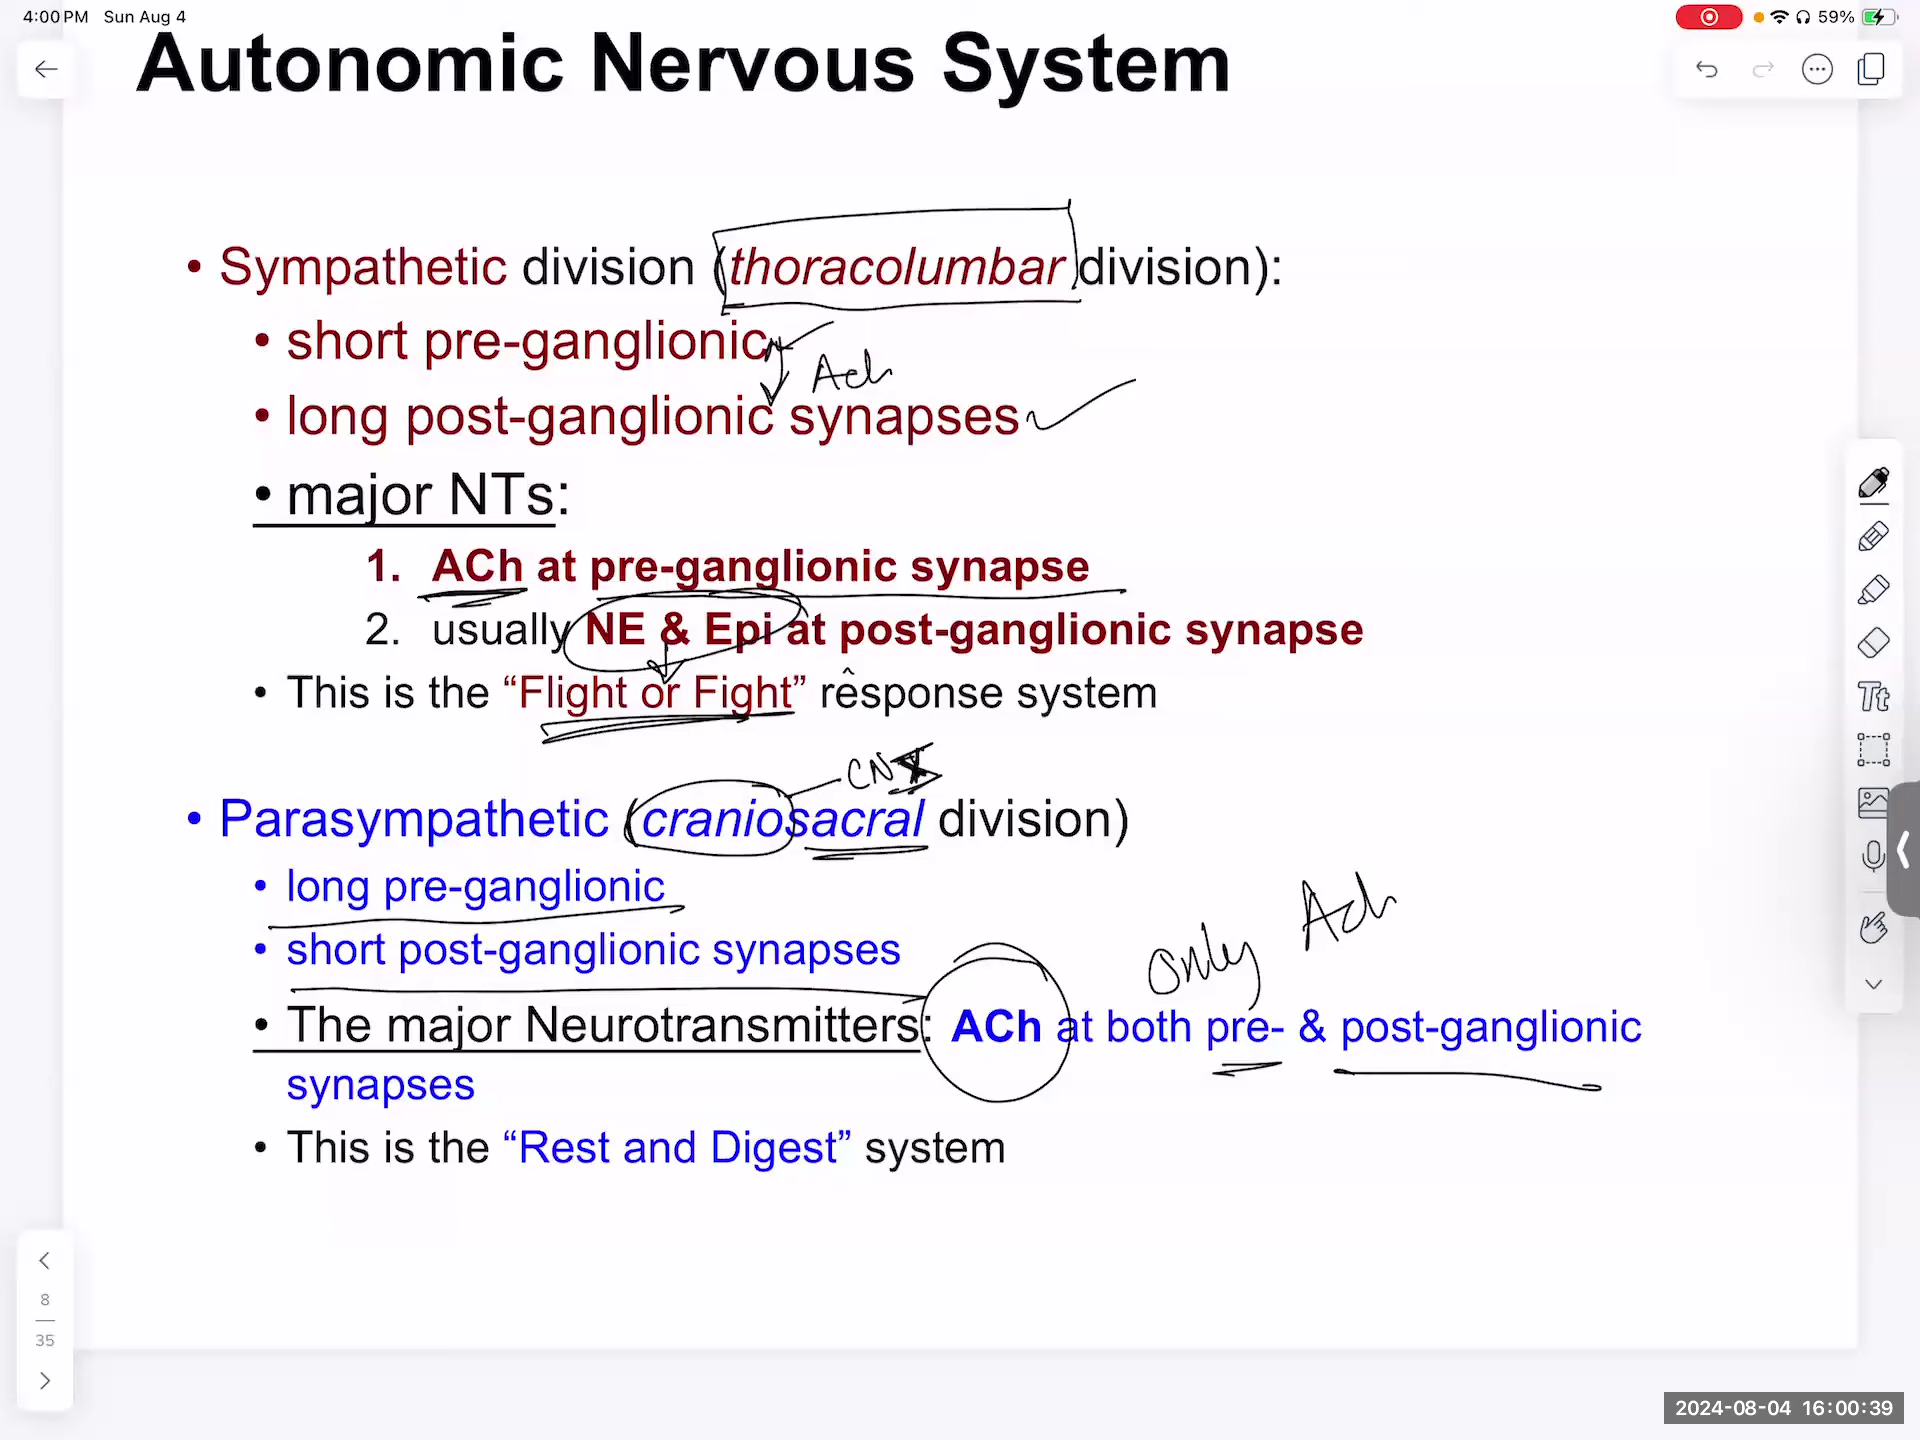 4:00 PM Sun Aug 4
59%
Autonomic Nervous System
• Sympathetic division (thoracolumbar division):
• short pre-ganglionic
Ach
• long post-ganglionic synapses
• major NTs:
1. ACh at pre-ganglionic synapse
2. usually NE & Epi at post-ganglionic synapse
• This is the “Flight or Fight” response system
CN X
• Parasympathetic (craniosacral division)
• long pre-ganglionic
• short post-ganglionic synapses
only Ach
• The major Neurotransmitters: ACh at both pre- & post-ganglionic
synapses
• This is the “Rest and Digest” system
Tt
8
35
2024-08-04 16:00:39